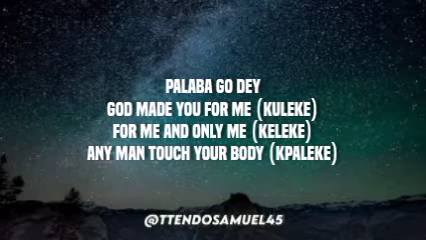 PALABA GO DEY
GOD MADE YOU FOR ME (KULEKE)
FOR ME AND ONLY ME (KELEKE)
ANY MAN TOUCH YOUR BODY (KPALEKE)
@TTENDOSAMUEL45